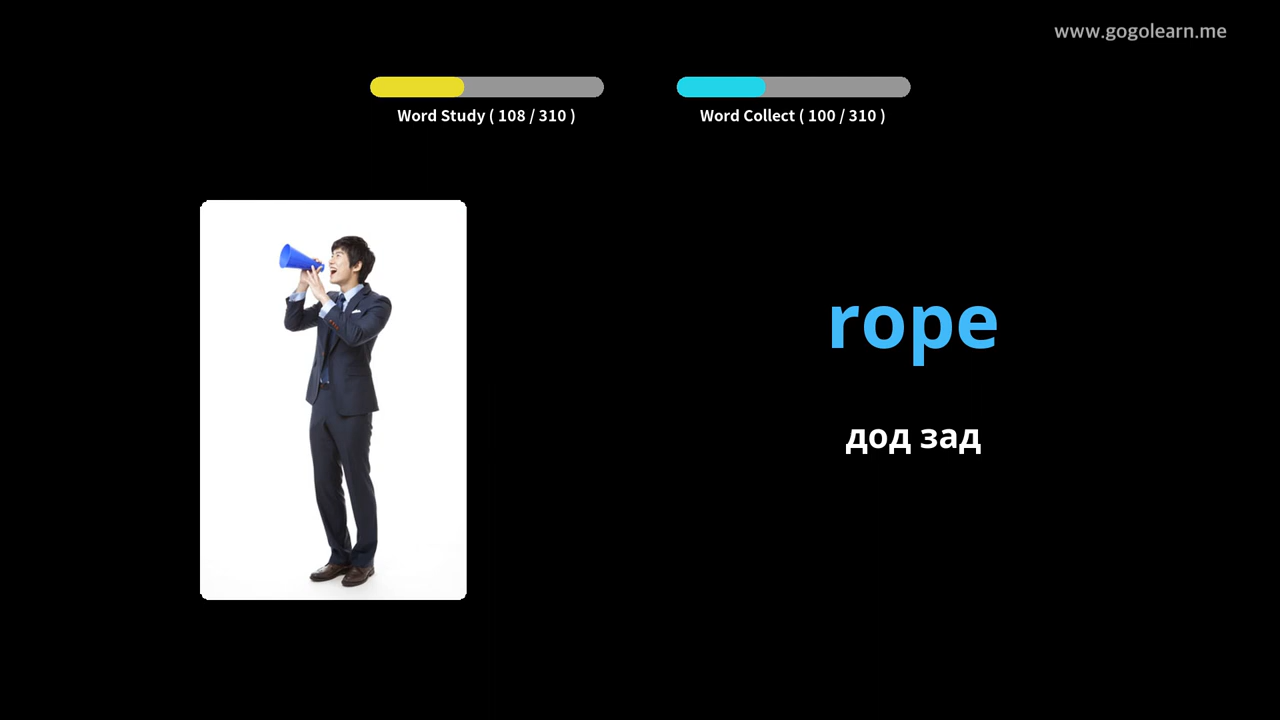 www.gogolearn.me
Word Study ( 108 / 310 )
Word Collect ( 100 / 310 )
rope
дод зад